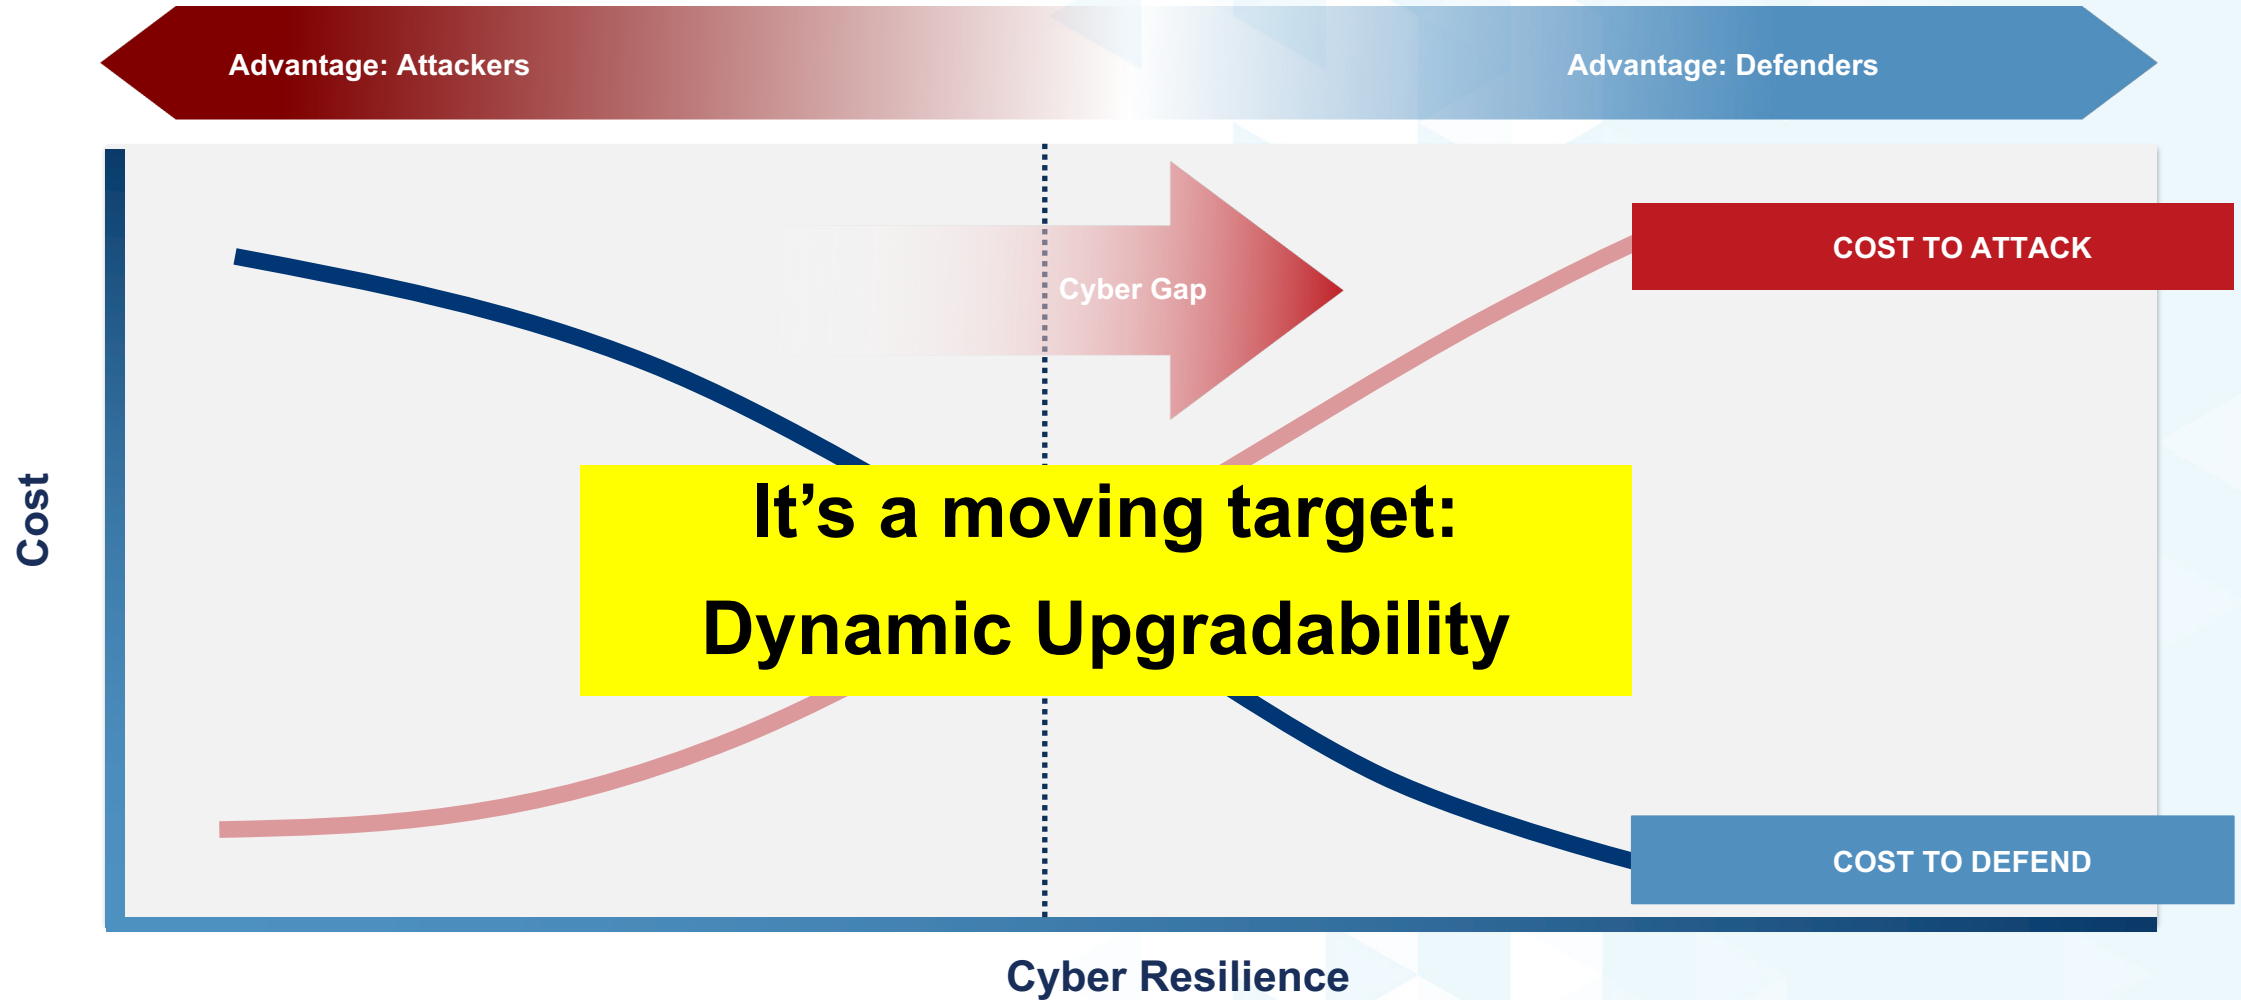 Advantage: Attackers
Advantage: Defenders
Cyber Gap
COST TO ATTACK
Cost
It’s a moving target:
Dynamic Upgradability
COST TO DEFEND
Cyber Resilience